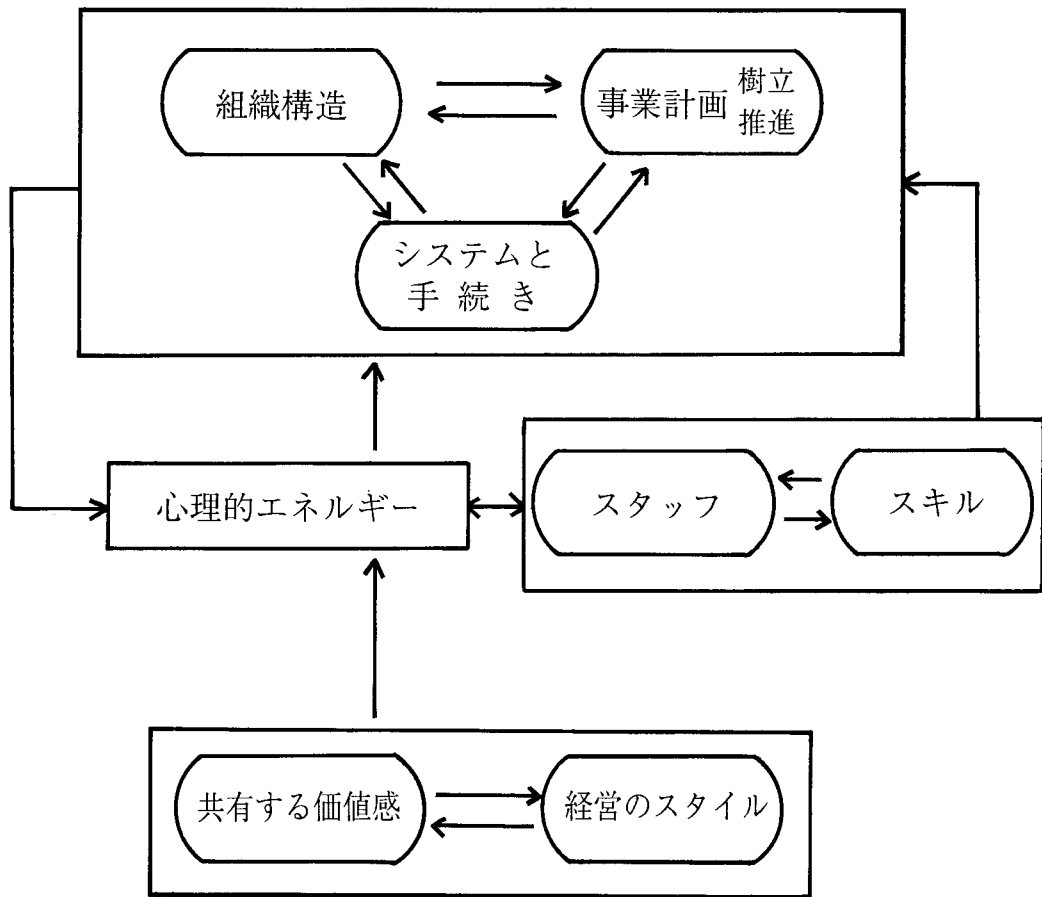 組織構造
事業計画 樹立
推進
システムと
手続き
心理的エネルギー
スタッフ
スキル
共有する価値感
経営のスタイル